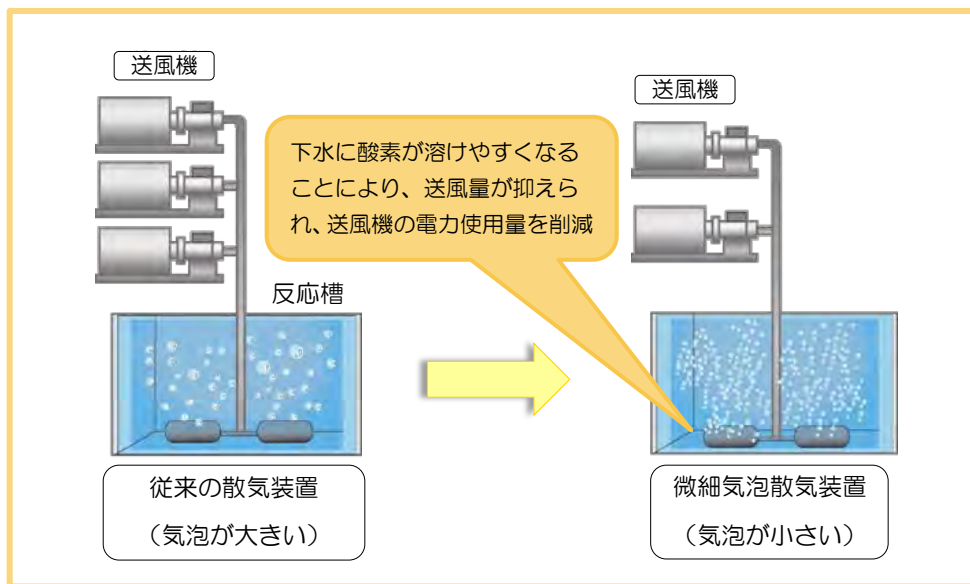 送風機
送風機
下水に酸素が溶けやすくなる
ことにより、送風量が抑えら
れ、送風機の電力使用量を削減
反応槽
従来の散気装置
（気泡が大きい）
微細気泡散気装置
（気泡が小さい）